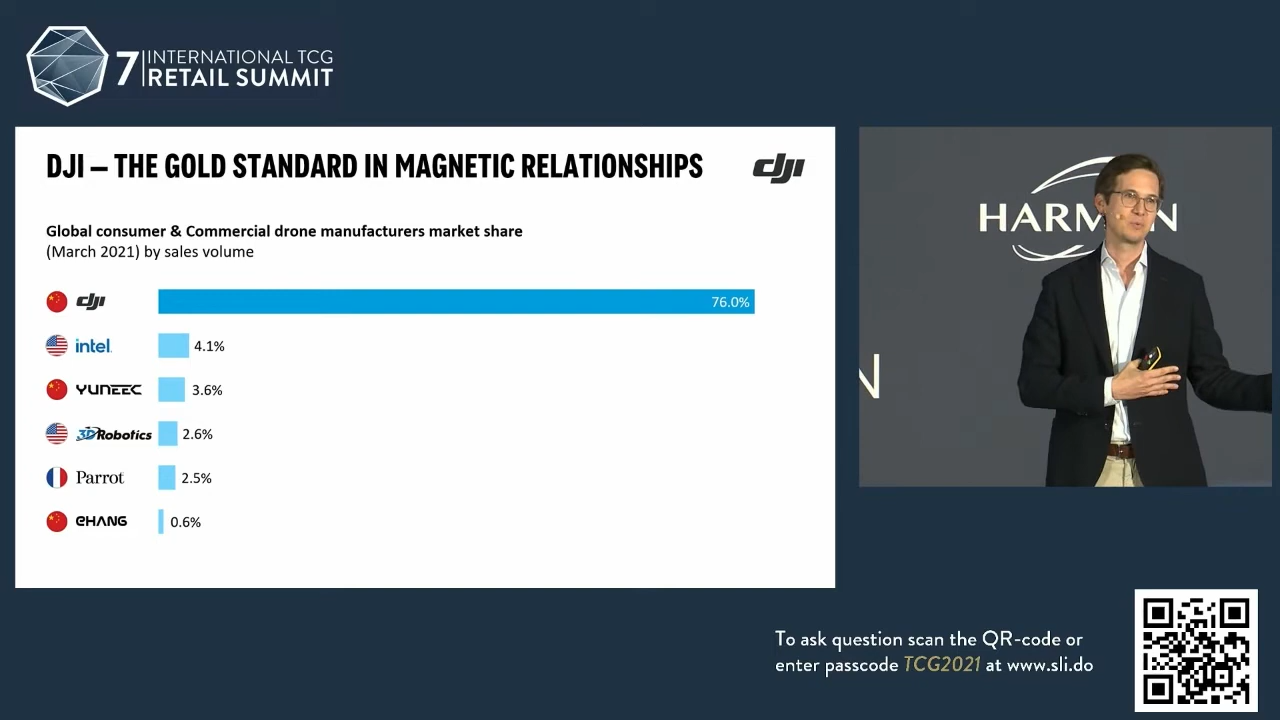 7 INTERNATIONAL TCG
RETAIL SUMMIT
DJI – THE GOLD STANDARD IN MAGNETIC RELATIONSHIPS
dji
Global consumer & Commercial drone manufacturers market share
(March 2021) by sales volume
dji 76.0%
intel 4.1%
YUNEEC 3.6%
3DRobotics 2.6%
Parrot 2.5%
eHANG 0.6%
HARMAN
N
To ask question scan the QR-code or
enter passcode TCG2021 at www.sli.do